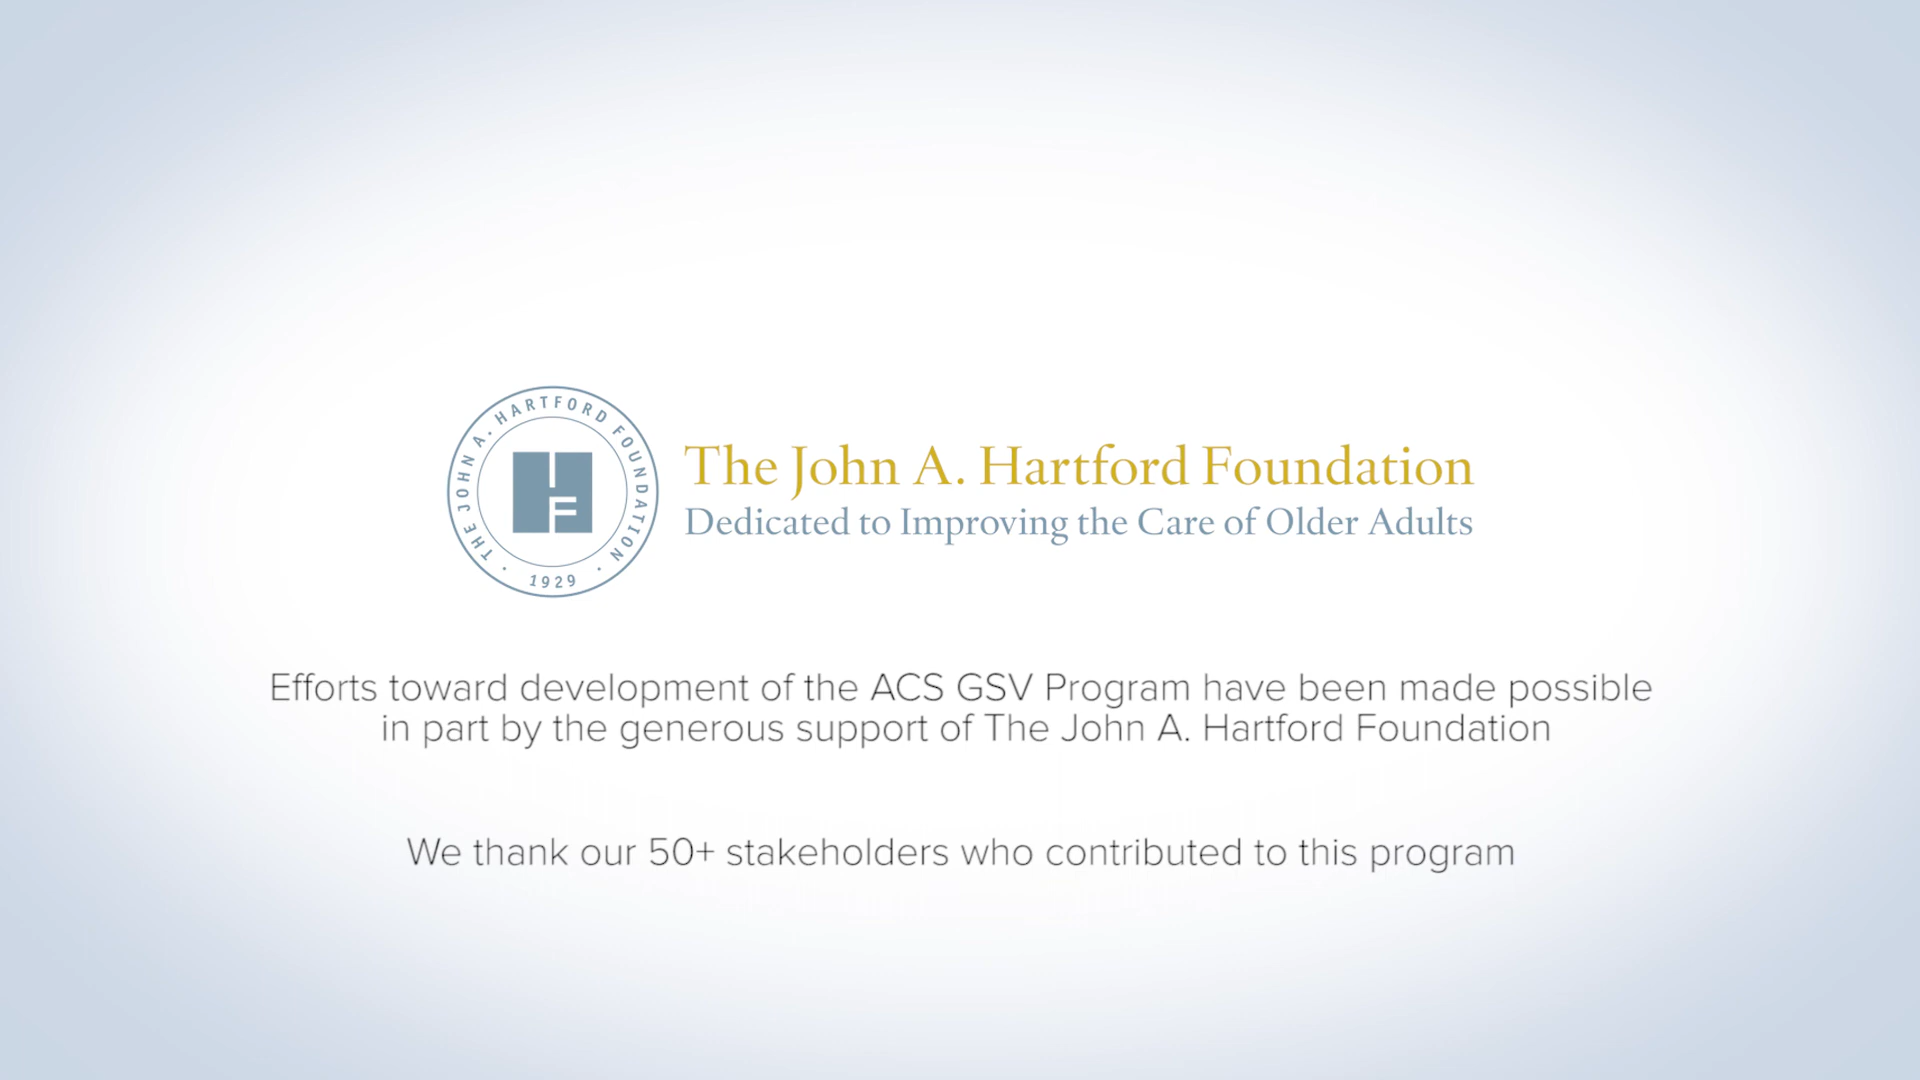 THE JOHN A. HARTFORD FOUNDATION
1929
HF
The John A. Hartford Foundation
Dedicated to Improving the Care of Older Adults
Efforts toward development of the ACS GSV Program have been made possible
in part by the generous support of The John A. Hartford Foundation
We thank our 50+ stakeholders who contributed to this program